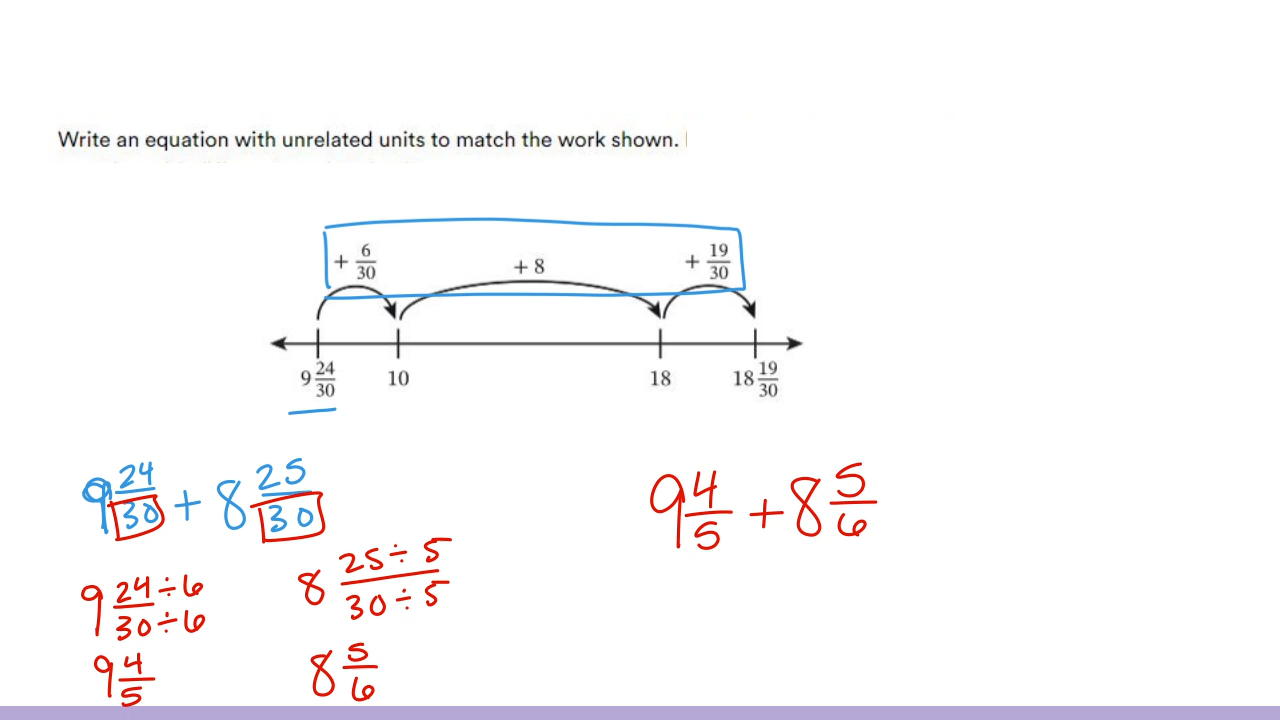 Write an equation with unrelated units to match the work shown.
+ 6/30 + 8 + 19/30
9 24/30 10 18 18 19/30
9 24/30 + 8 25/30
9 4/5 + 8 5/6
9 24÷6/30÷6 8 25÷5/30÷5
9 4/5 8 5/6